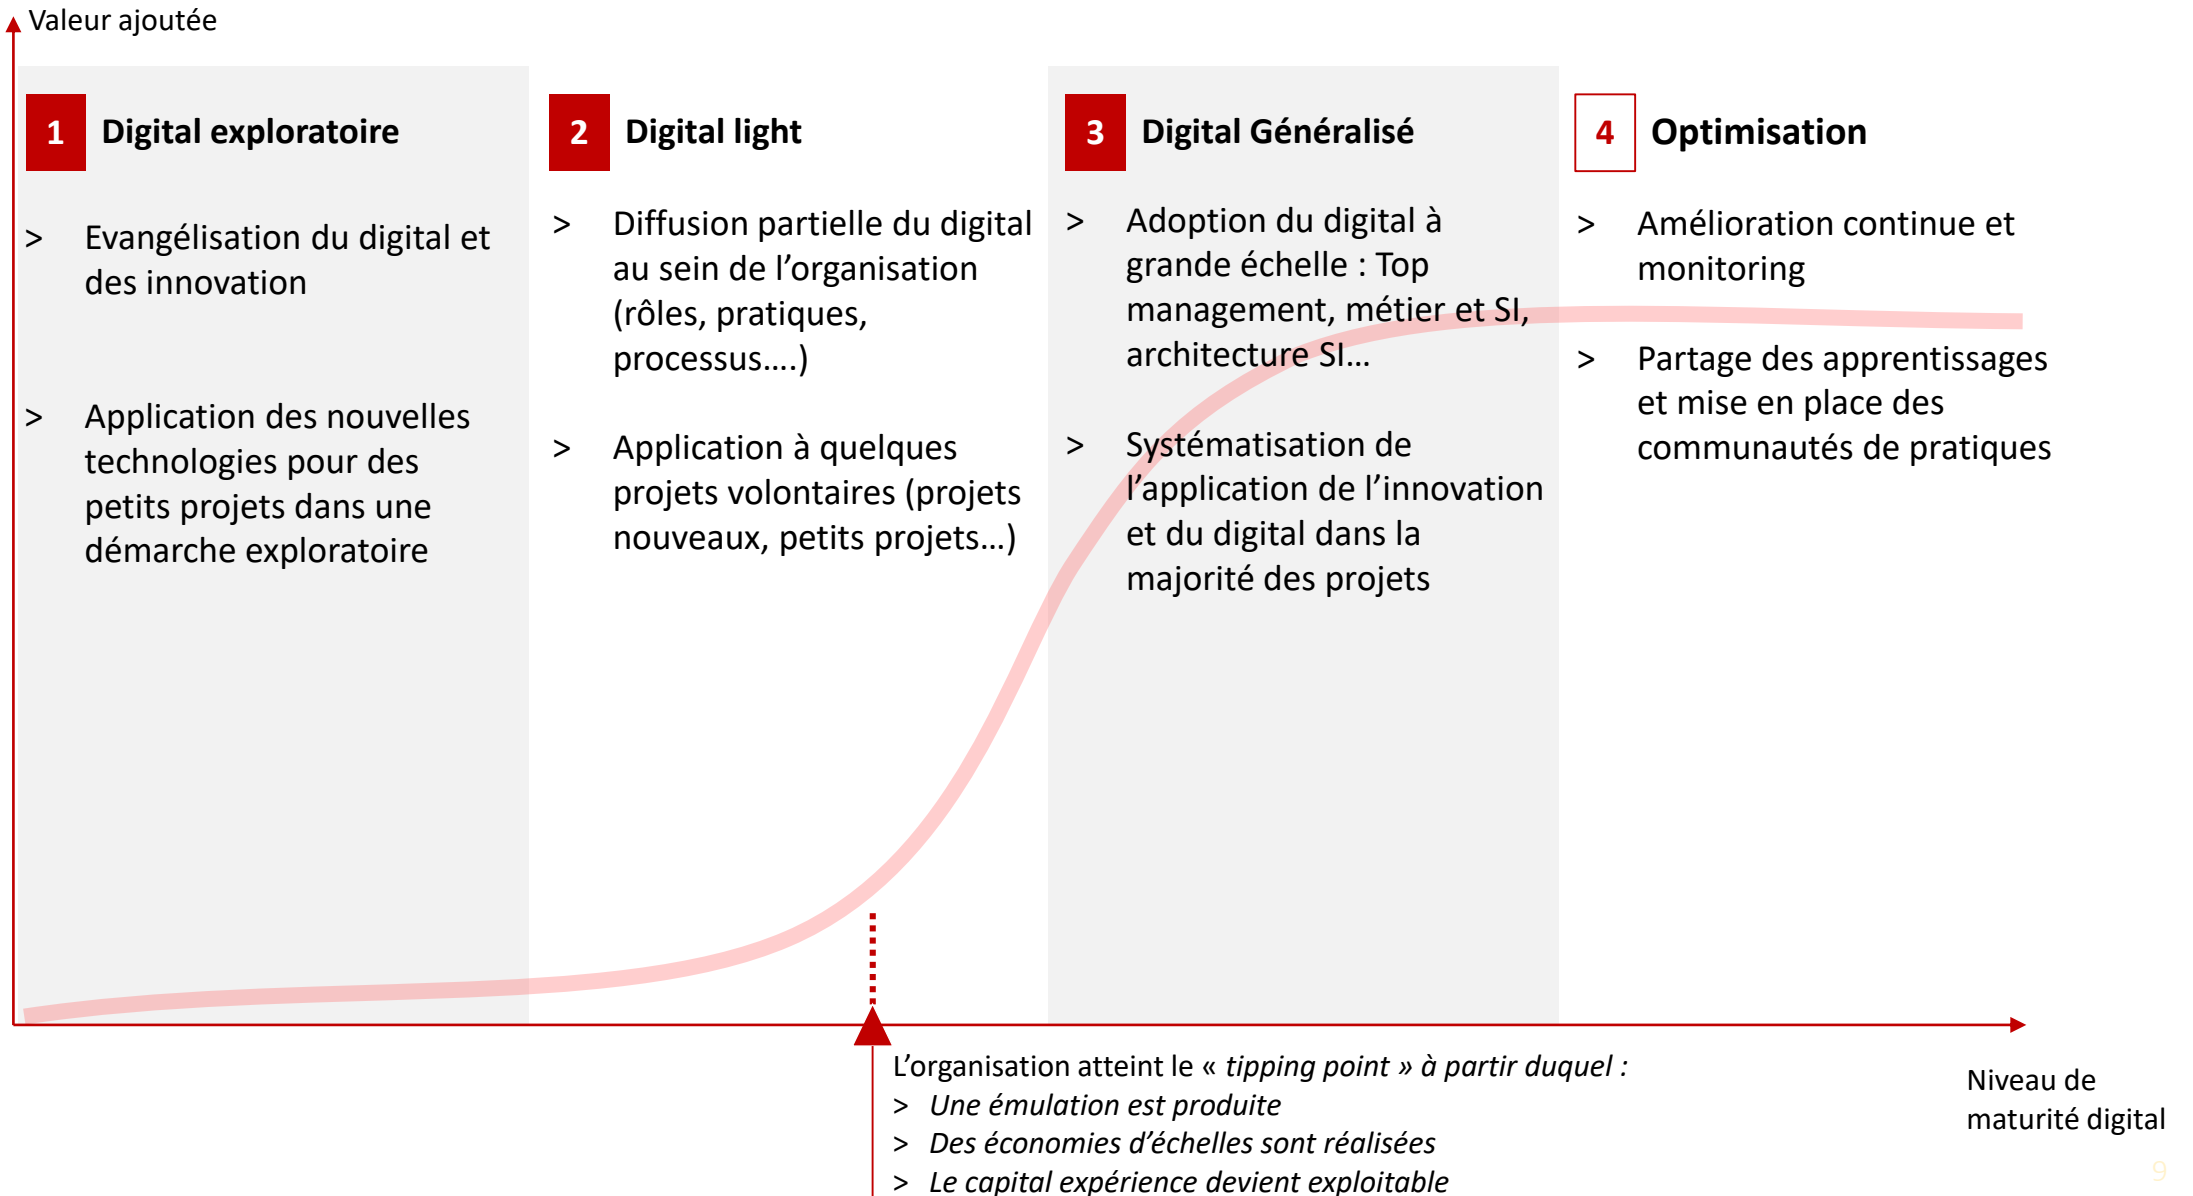 Valeur ajoutée
1 Digital exploratoire
> Evangélisation du digital et
des innovation
> Application des nouvelles
technologies pour des
petits projets dans une
démarche exploratoire
2 Digital light
> Diffusion partielle du digital
au sein de l’organisation
(rôles, pratiques,
processus….)
> Application à quelques
projets volontaires (projets
nouveaux, petits projets…)
3 Digital Généralisé
> Adoption du digital à
grande échelle : Top
management, métier et SI,
architecture SI…
> Systématisation de
l’application de l’innovation
et du digital dans la
majorité des projets
4 Optimisation
> Amélioration continue et
monitoring
> Partage des apprentissages
et mise en place des
communautés de pratiques
L’organisation atteint le « tipping point » à partir duquel :
> Une émulation est produite
> Des économies d’échelles sont réalisées
> Le capital expérience devient exploitable
Niveau de
maturité digital
9